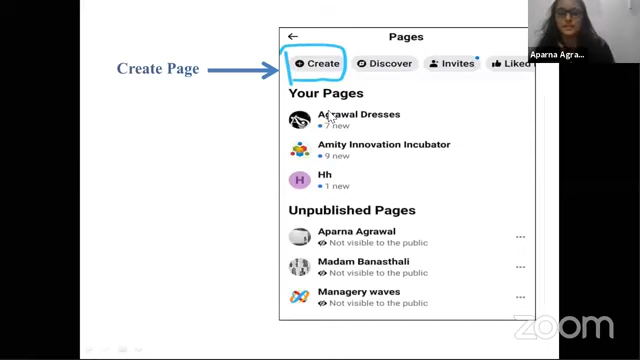 Pages
Aparna Agra...
Create Page
Create
Discover
Invites
Liked
Your Pages
Agrawal Dresses
7 new
Amity Innovation Incubator
9 new
H
Hh
1 new
Unpublished Pages
Aparna Agrawal
Not visible to the public
Madam Banasthali
Not visible to the public
Managery waves
Not visible to the public
zoom